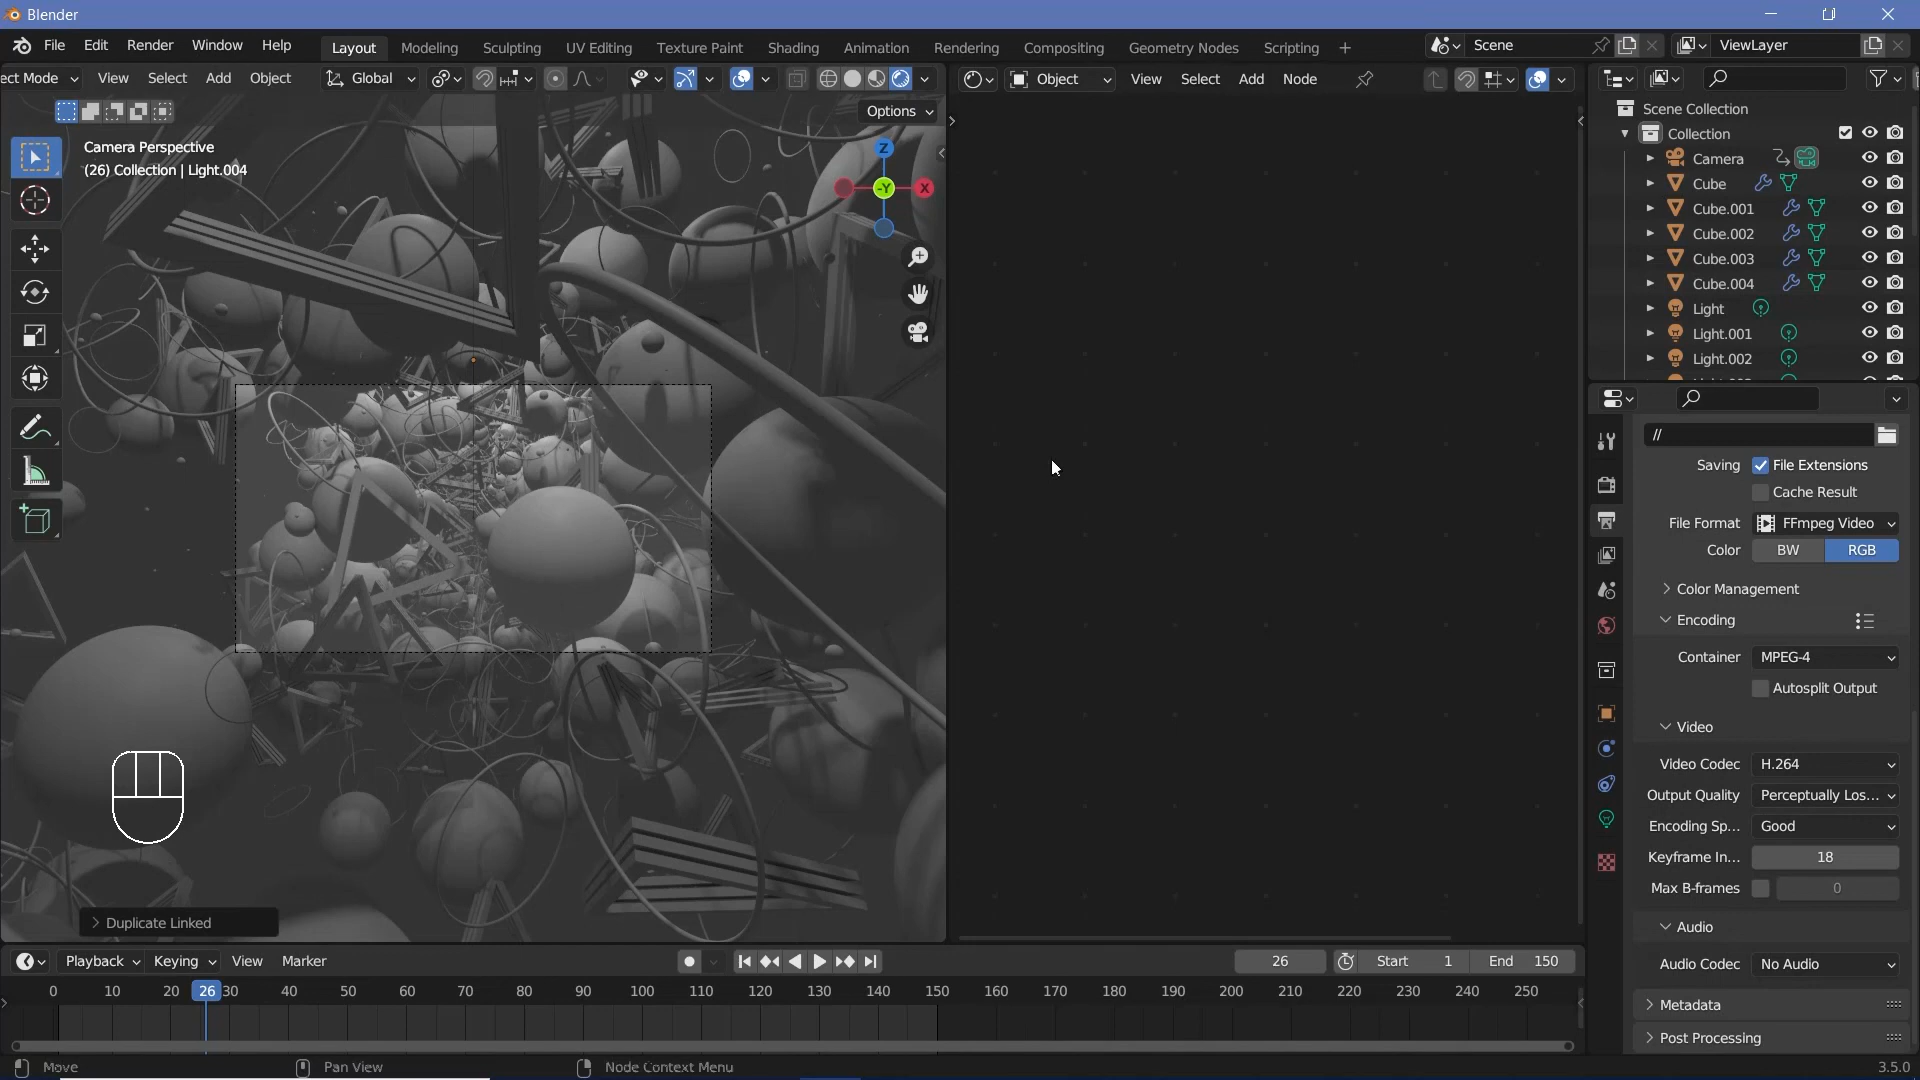 Blender
File Edit Render Window Help Layout Modeling Sculpting UV Editing Texture Paint Shading Animation Rendering Compositing Geometry Nodes Scripting + Scene ViewLayer
ect Mode View Select Add Object Global Object View Select Add Node
Options
Camera Perspective
(26) Collection | Light.004
Z
-Y
X
Scene Collection
Collection
Camera
Cube
Cube.001
Cube.002
Cube.003
Cube.004
Light
Light.001
Light.002
//
Saving File Extensions
Cache Result
File Format FFmpeg Video
Color BW RGB
Color Management
Encoding
Container MPEG-4
Autosplit Output
Video
Video Codec H.264
Output Quality Perceptually Los...
Encoding Sp... Good
Keyframe In... 18
Max B-frames 0
Audio
Audio Codec No Audio
Metadata
Post Processing
Duplicate Linked
Playback Keying View Marker 26 Start 1 End 150
0 10 20 26 30 40 50 60 70 80 90 100 110 120 130 140 150 160 170 180 190 200 210 220 230 240 250
Move Pan View Node Context Menu 3.5.0